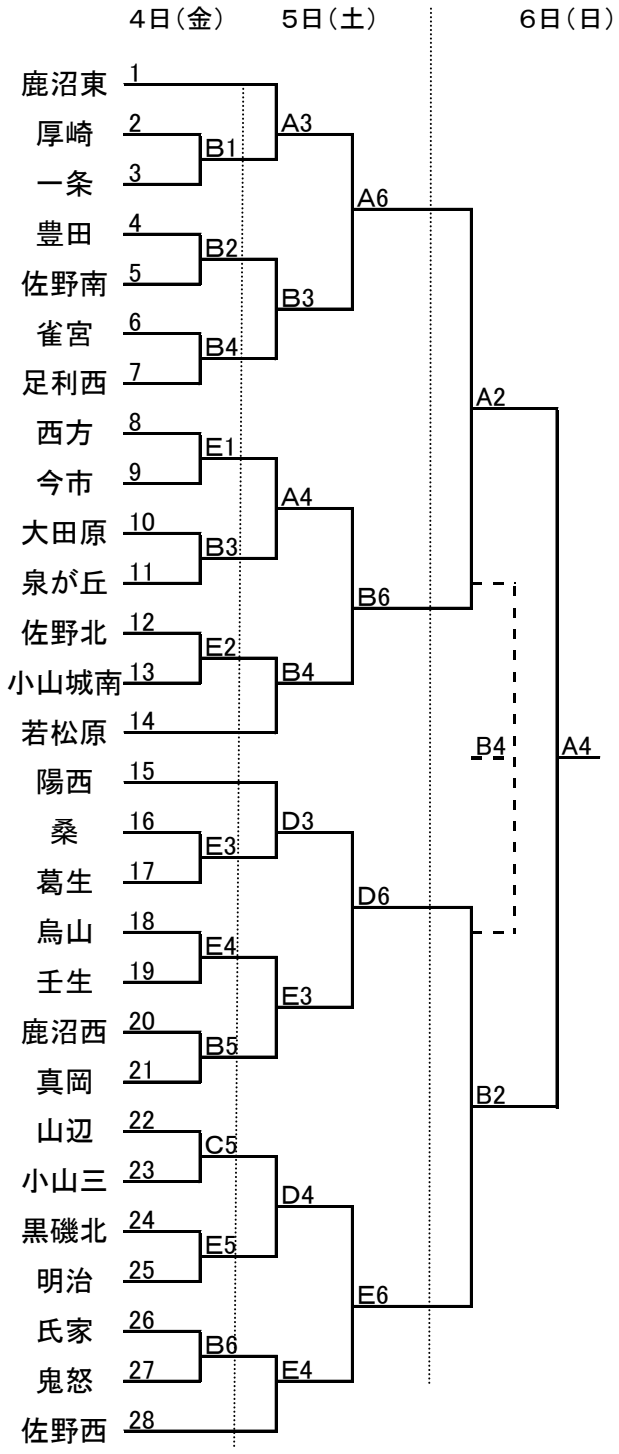 4日(金) 5日(土) 6日(日)
鹿沼東 1
A3
厚崎 2
B1
一条 3
A6
豊田 4
B2
佐野南 5
B3
雀宮 6
B4
足利西 7
A2
西方 8
E1
今市 9
A4
大田原 10
B3
泉が丘 11
B6
佐野北 12
E2
小山城南 13
B4
若松原 14
B4 A4
陽西 15
D3
桑 16
E3
葛生 17
D6
烏山 18
E4
壬生 19
E3
鹿沼西 20
B5
真岡 21
B2
山辺 22
C5
小山三 23
D4
黒磯北 24
E5
明治 25
E6
氏家 26
B6
鬼怒 27
E4
佐野西 28